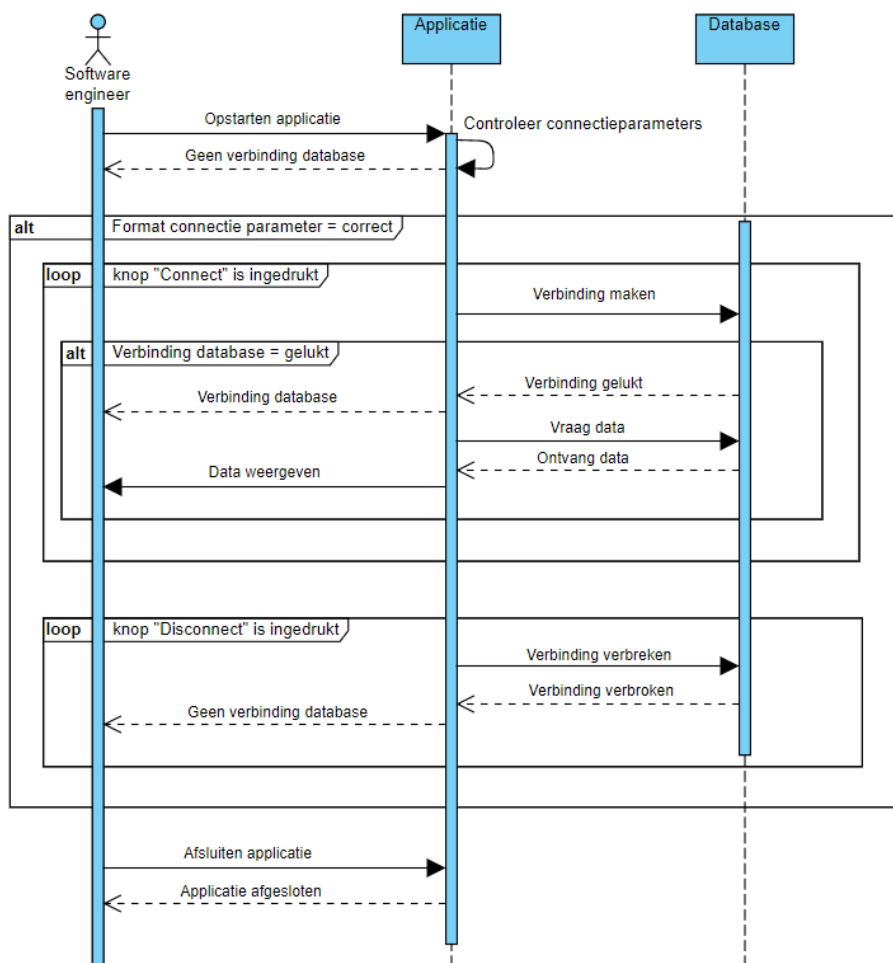 Applicatie
Database
Software
engineer
Opstarten applicatie
Controleer connectieparameters
Geen verbinding database
alt
Format connectie parameter = correct
loop
knop "Connect" is ingedrukt
Verbinding maken
alt
Verbinding database = gelukt
Verbinding gelukt
Verbinding database
Vraag data
Ontvang data
Data weergeven
loop
knop "Disconnect" is ingedrukt
Verbinding verbreken
Verbinding verbroken
Geen verbinding database
Afsluiten applicatie
Applicatie afgesloten